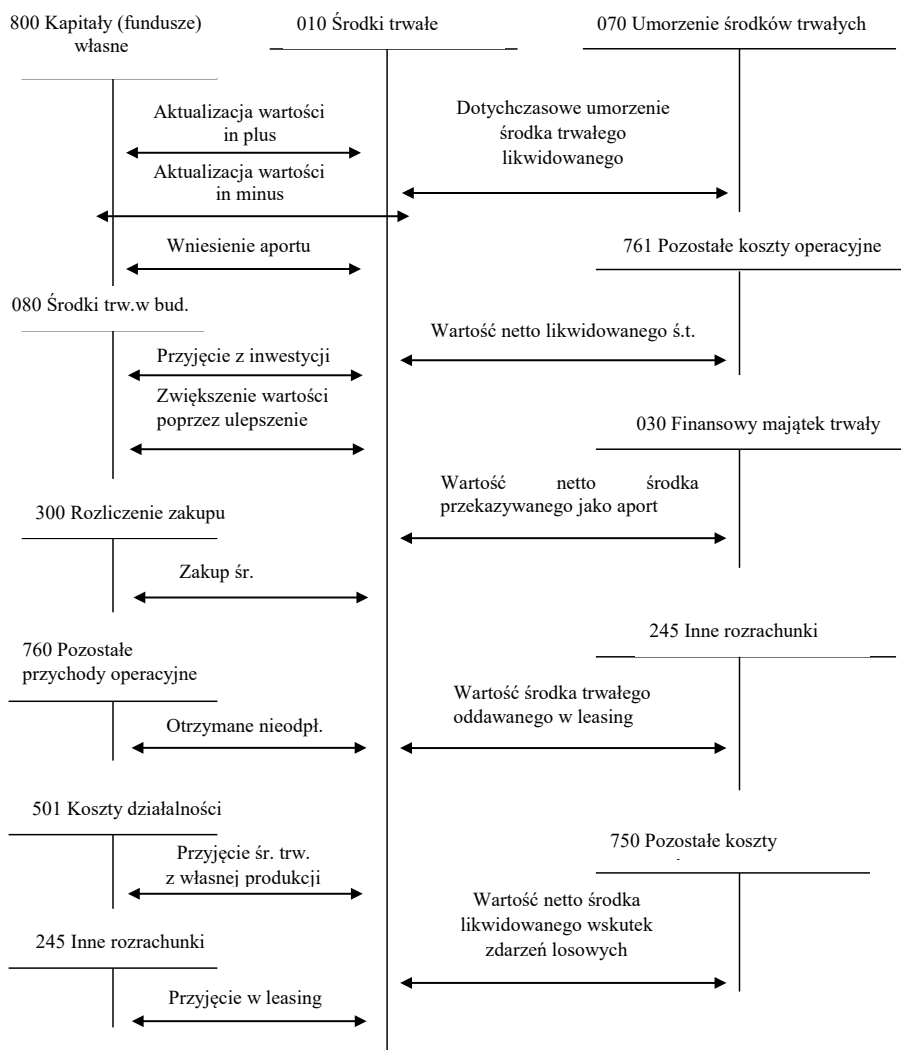 800 Kapitały (fundusze)
własne
010 Środki trwałe
070 Umorzenie środków trwałych
Aktualizacja wartości
in plus
Dotychczasowe umorzenie
środka trwałego
likwidowanego
Aktualizacja wartości
in minus
Wniesienie aportu
761 Pozostałe koszty operacyjne
080 Środki trw.w bud.
Wartość netto likwidowanego ś.t.
Przyjęcie z inwestycji
Zwiększenie wartości
poprzez ulepszenie
030 Finansowy majątek trwały
Wartość netto środka
przekazywanego jako aport
300 Rozliczenie zakupu
Zakup śr.
245 Inne rozrachunki
760 Pozostałe
przychody operacyjne
Wartość środka trwałego
oddawanego w leasing
Otrzymane nieodpł.
501 Koszty działalności
750 Pozostałe koszty
Przyjęcie śr. trw.
z własnej produkcji
Wartość netto środka
likwidowanego wskutek
zdarzeń losowych
245 Inne rozrachunki
Przyjęcie w leasing